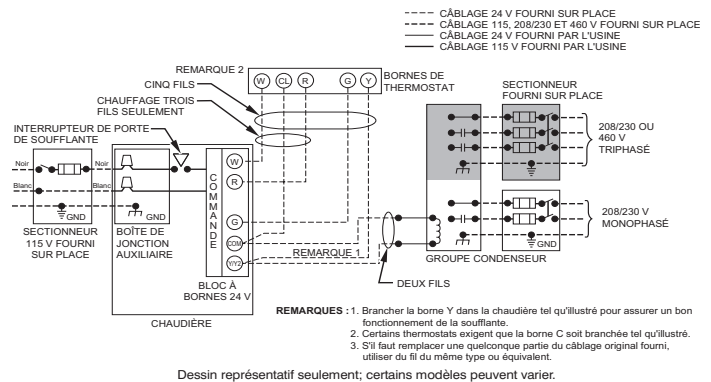 CÂBLAGE 24 V FOURNI SUR PLACE
CÂBLAGE 115, 208/230 ET 460 V FOURNI SUR PLACE
CÂBLAGE 24 V FOURNI PAR L'USINE
CÂBLAGE 115 V FOURNI PAR L'USINE
REMARQUE 2
W CL R G Y
BORNES DE
THERMOSTAT
CINQ FILS
CHAUFFAGE TROIS
FILS SEULEMENT
INTERRUPTEUR DE PORTE
DE SOUFFLANTE
SECTIONNEUR
FOURNI SUR PLACE
208/230 OU
460 V
TRIPHASÉ
Noir
Noir
Blanc
Blanc
GND
GND
COMMANDE
W
R
G
COM
Y/Y2
REMARQUE 1
208/230 V
MONOPHASÉ
GND
SECTIONNEUR
115 V FOURNI
SUR PLACE
BOÎTE DE
JONCTION
AUXILIAIRE
BLOC À
BORNES 24 V
CHAUDIÈRE
GROUPE CONDENSEUR
DEUX FILS
REMARQUES : 1. Brancher la borne Y dans la chaudière tel qu'illustré pour assurer un bon
fonctionnement de la soufflante.
2. Certains thermostats exigent que la borne C soit branchée tel qu'illustré.
3. S'il faut remplacer une quelconque partie du câblage original fourni,
utiliser du fil du même type ou équivalent.
Dessin représentatif seulement; certains modèles peuvent varier.